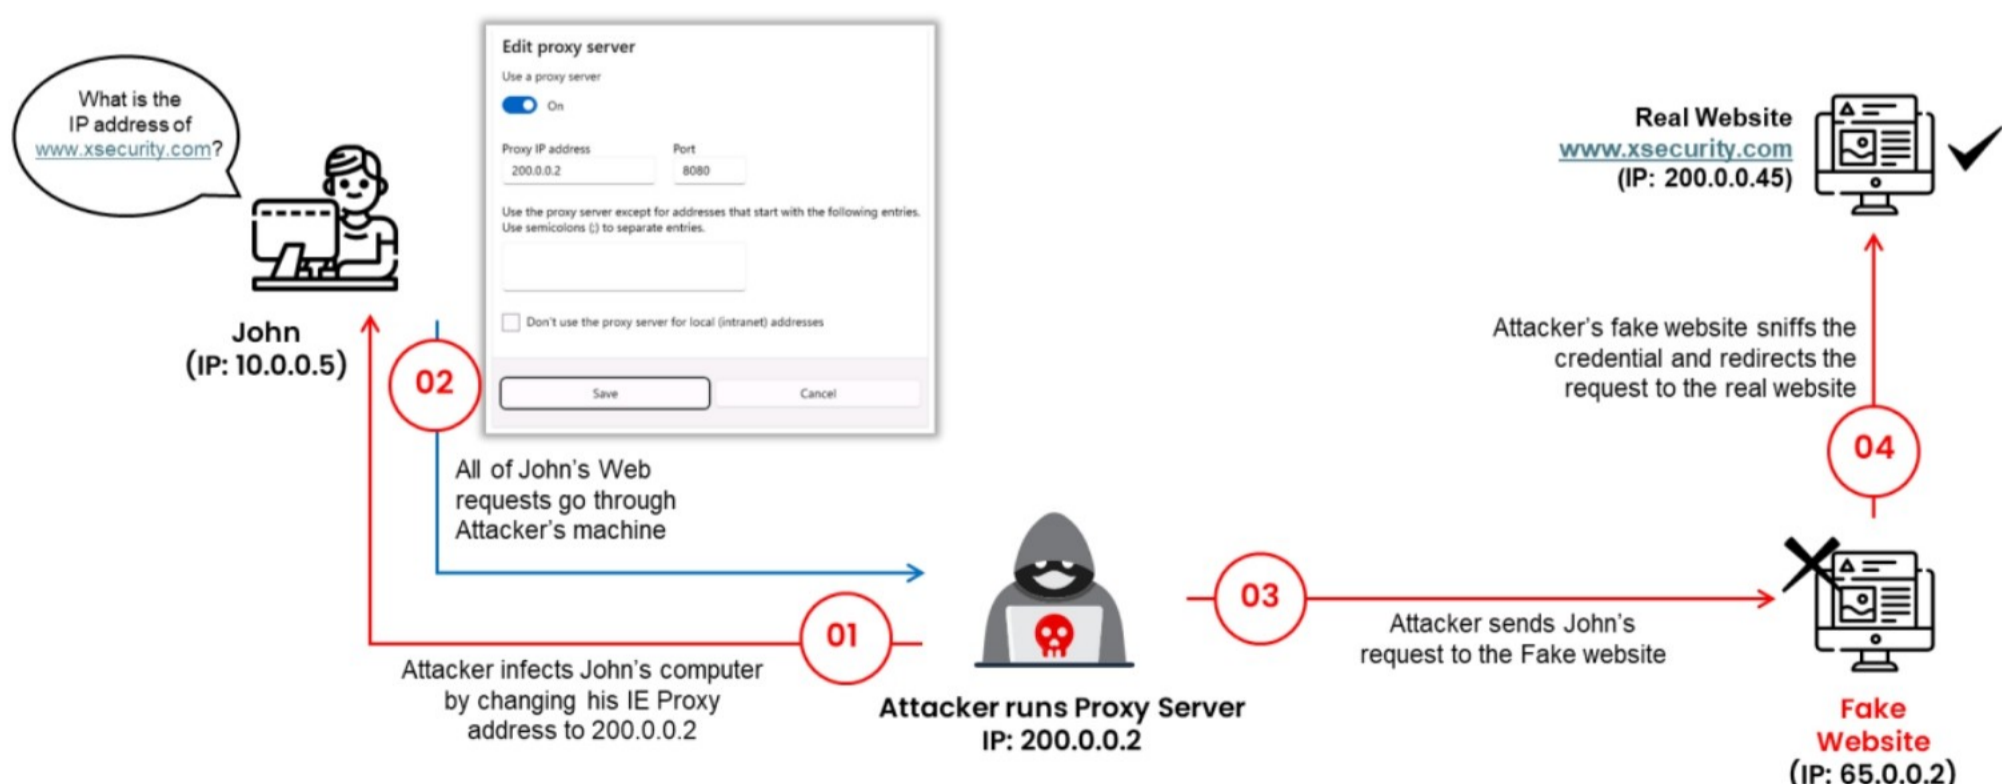 What is the
IP address of
www.xsecurity.com?
John
(IP: 10.0.0.5)
02
Edit proxy server
Use a proxy server
On
Proxy IP address
Port
200.0.0.2
8080
Use the proxy server except for addresses that start with the following entries.
Use semicolons (;) to separate entries.
Don't use the proxy server for local (intranet) addresses
Save
Cancel
All of John's Web
requests go through
Attacker's machine
01
Attacker infects John's computer
by changing his IE Proxy
address to 200.0.0.2
Attacker runs Proxy Server
IP: 200.0.0.2
03
Attacker sends John's
request to the Fake website
Real Website
www.xsecurity.com
(IP: 200.0.0.45)
Attacker's fake website sniffs the
credential and redirects the
request to the real website
04
Fake
Website
(IP: 65.0.0.2)